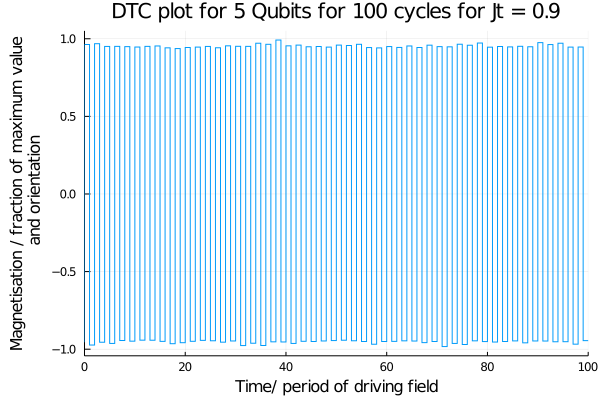 DTC plot for 5 Qubits for 100 cycles for Jt = 0.9
Magnetisation / fraction of maximum value
and orientation
1.0
0.5
0.0
−0.5
−1.0
0 20 40 60 80 100
Time/ period of driving field